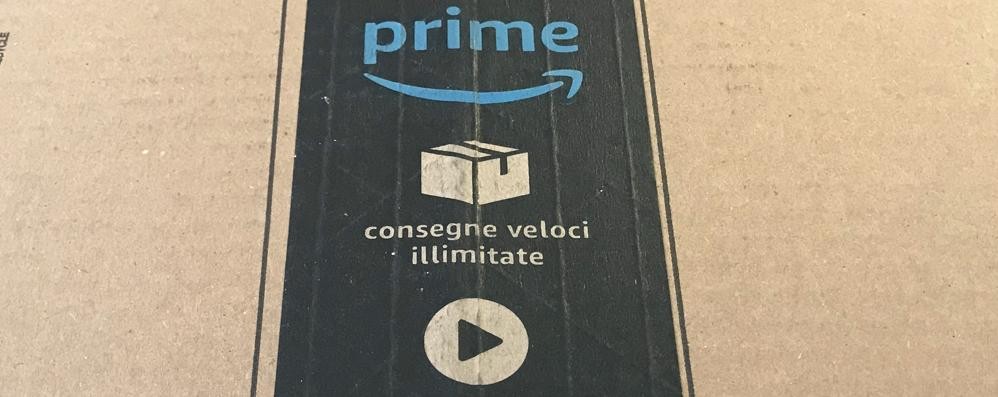 prime
consegne veloci
illimitate